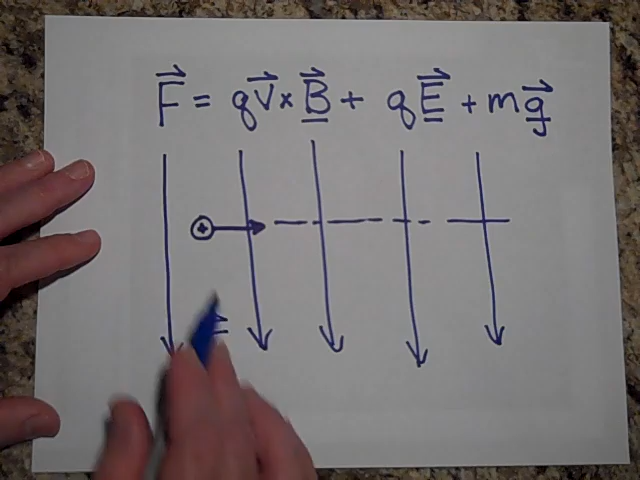 F⃗ = qv⃗ × B⃗ + qE⃗ + mg⃗
+